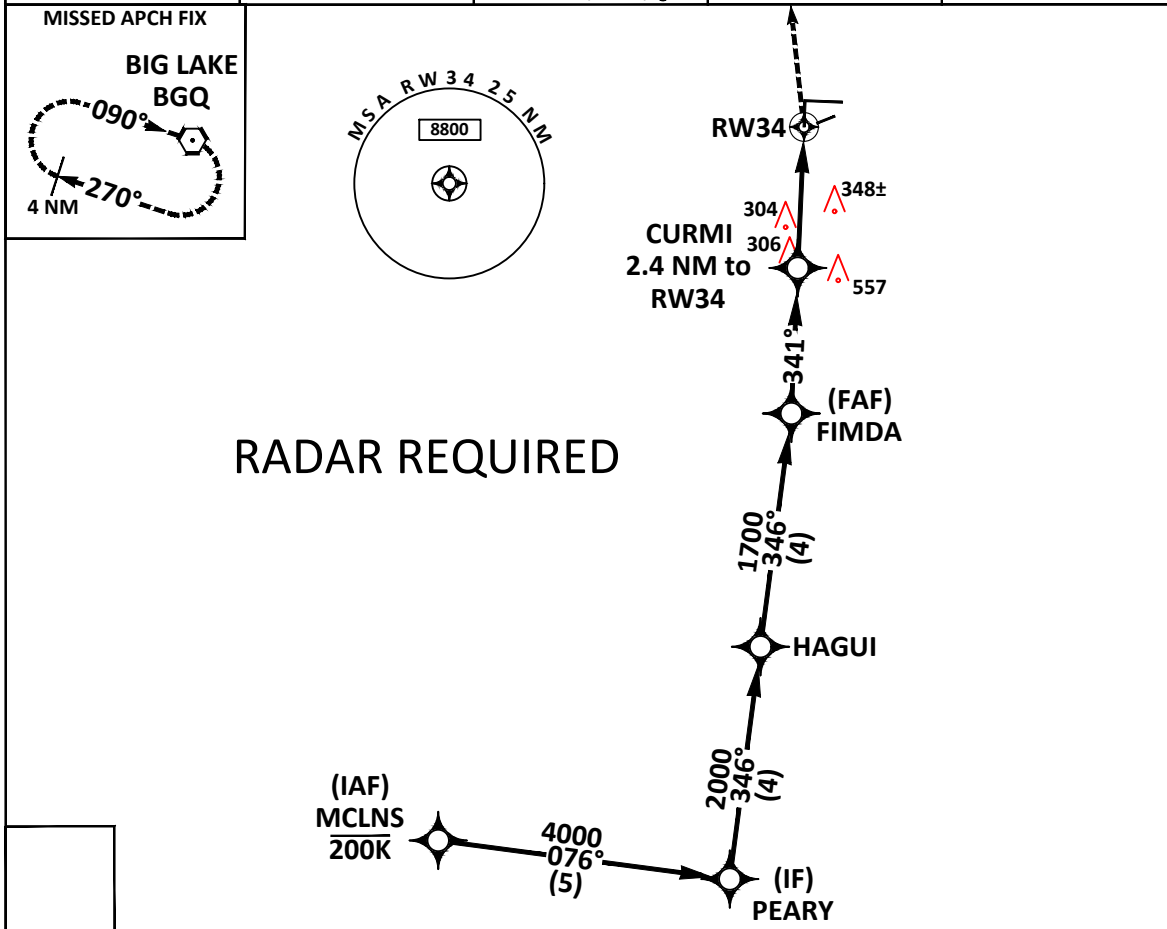 MISSED APCH FIX
BIG LAKE
BGQ
090°
270°
4 NM
MSA RW34 25 NM
8800
RW34
348±
304
306
557
CURMI
2.4 NM to
RW34
341°
(FAF)
FIMDA
RADAR REQUIRED
1700
346°
(4)
HAGUI
2000
346°
(4)
(IAF)
MCLNS
200K
4000
076°
(5)
(IF)
PEARY